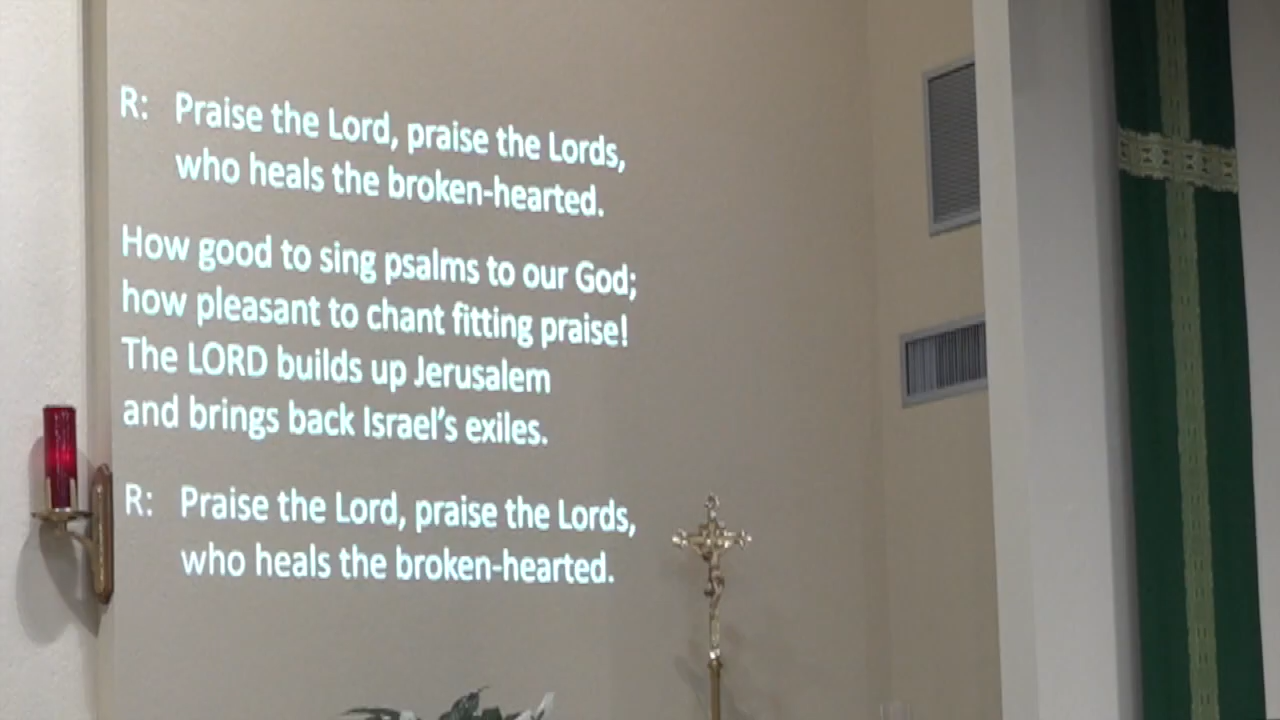 R: Praise the Lord, praise the Lords,
who heals the broken-hearted.
How good to sing psalms to our God;
how pleasant to chant fitting praise!
The LORD builds up Jerusalem
and brings back Israel's exiles.
R: Praise the Lord, praise the Lords,
who heals the broken-hearted.